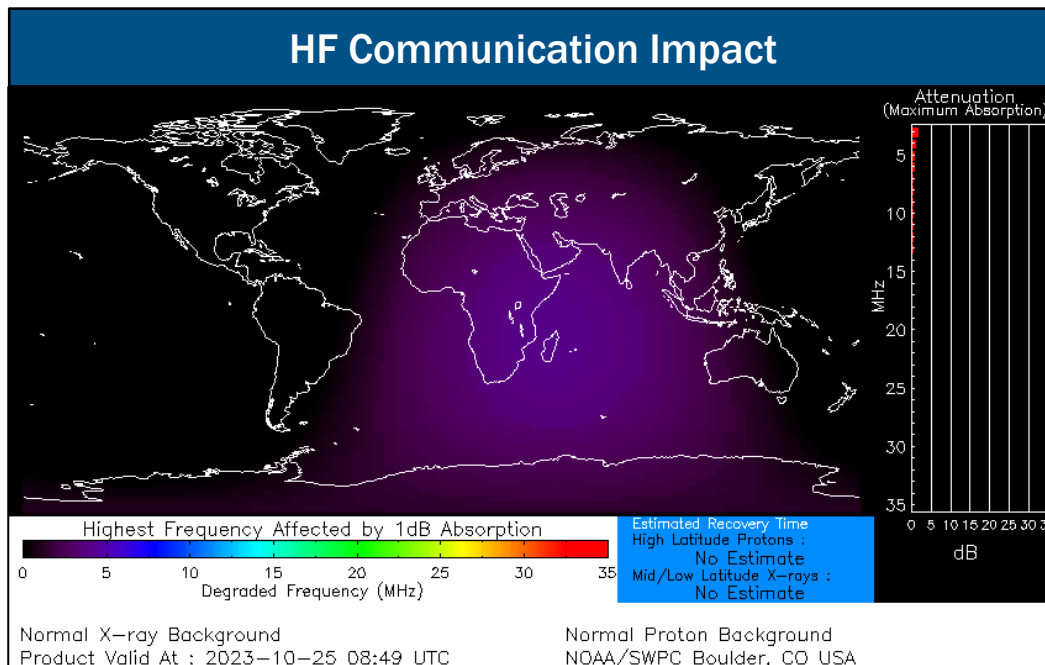 HF Communication Impact
Attenuation
(Maximum Absorption)
5
10
15
20
25
30
35
MHz
0 5 10 15 20 25 30
dB
Highest Frequency Affected by 1dB Absorption
0 5 10 15 20 25 30 35
Degraded Frequency (MHz)
Estimated Recovery Time
High Latitude Protons :
No Estimate
Mid/Low Latitude X-rays :
No Estimate
Normal X-ray Background
Product Valid At : 2023-10-25 08:49 UTC
Normal Proton Background
NOAA/SWPC Boulder, CO USA